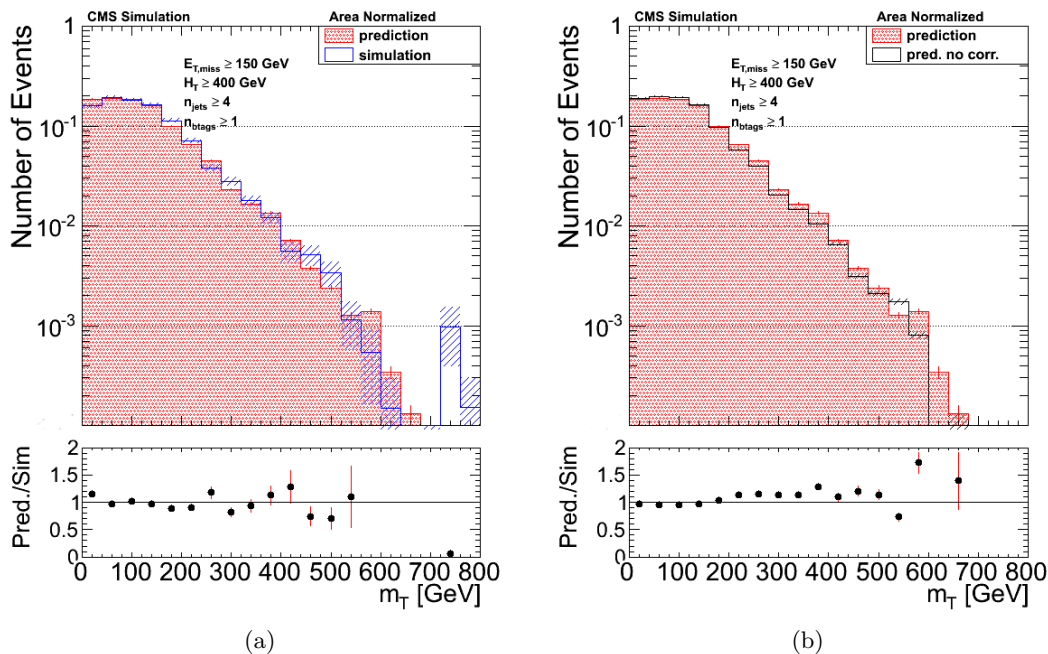 CMS Simulation Area Normalized
prediction
simulation
E_T,miss ≥ 150 GeV
H_T ≥ 400 GeV
n_jets ≥ 4
n_btags ≥ 1
Number of Events
1
10^-1
10^-2
10^-3
Pred./Sim
2
1.5
1
0.5
0
0 100 200 300 400 500 600 700 800
m_T [GeV]
(a)
CMS Simulation Area Normalized
prediction
pred. no corr.
E_T,miss ≥ 150 GeV
H_T ≥ 400 GeV
n_jets ≥ 4
n_btags ≥ 1
Number of Events
1
10^-1
10^-2
10^-3
Pred./Sim
2
1.5
1
0.5
0
0 100 200 300 400 500 600 700 800
m_T [GeV]
(b)